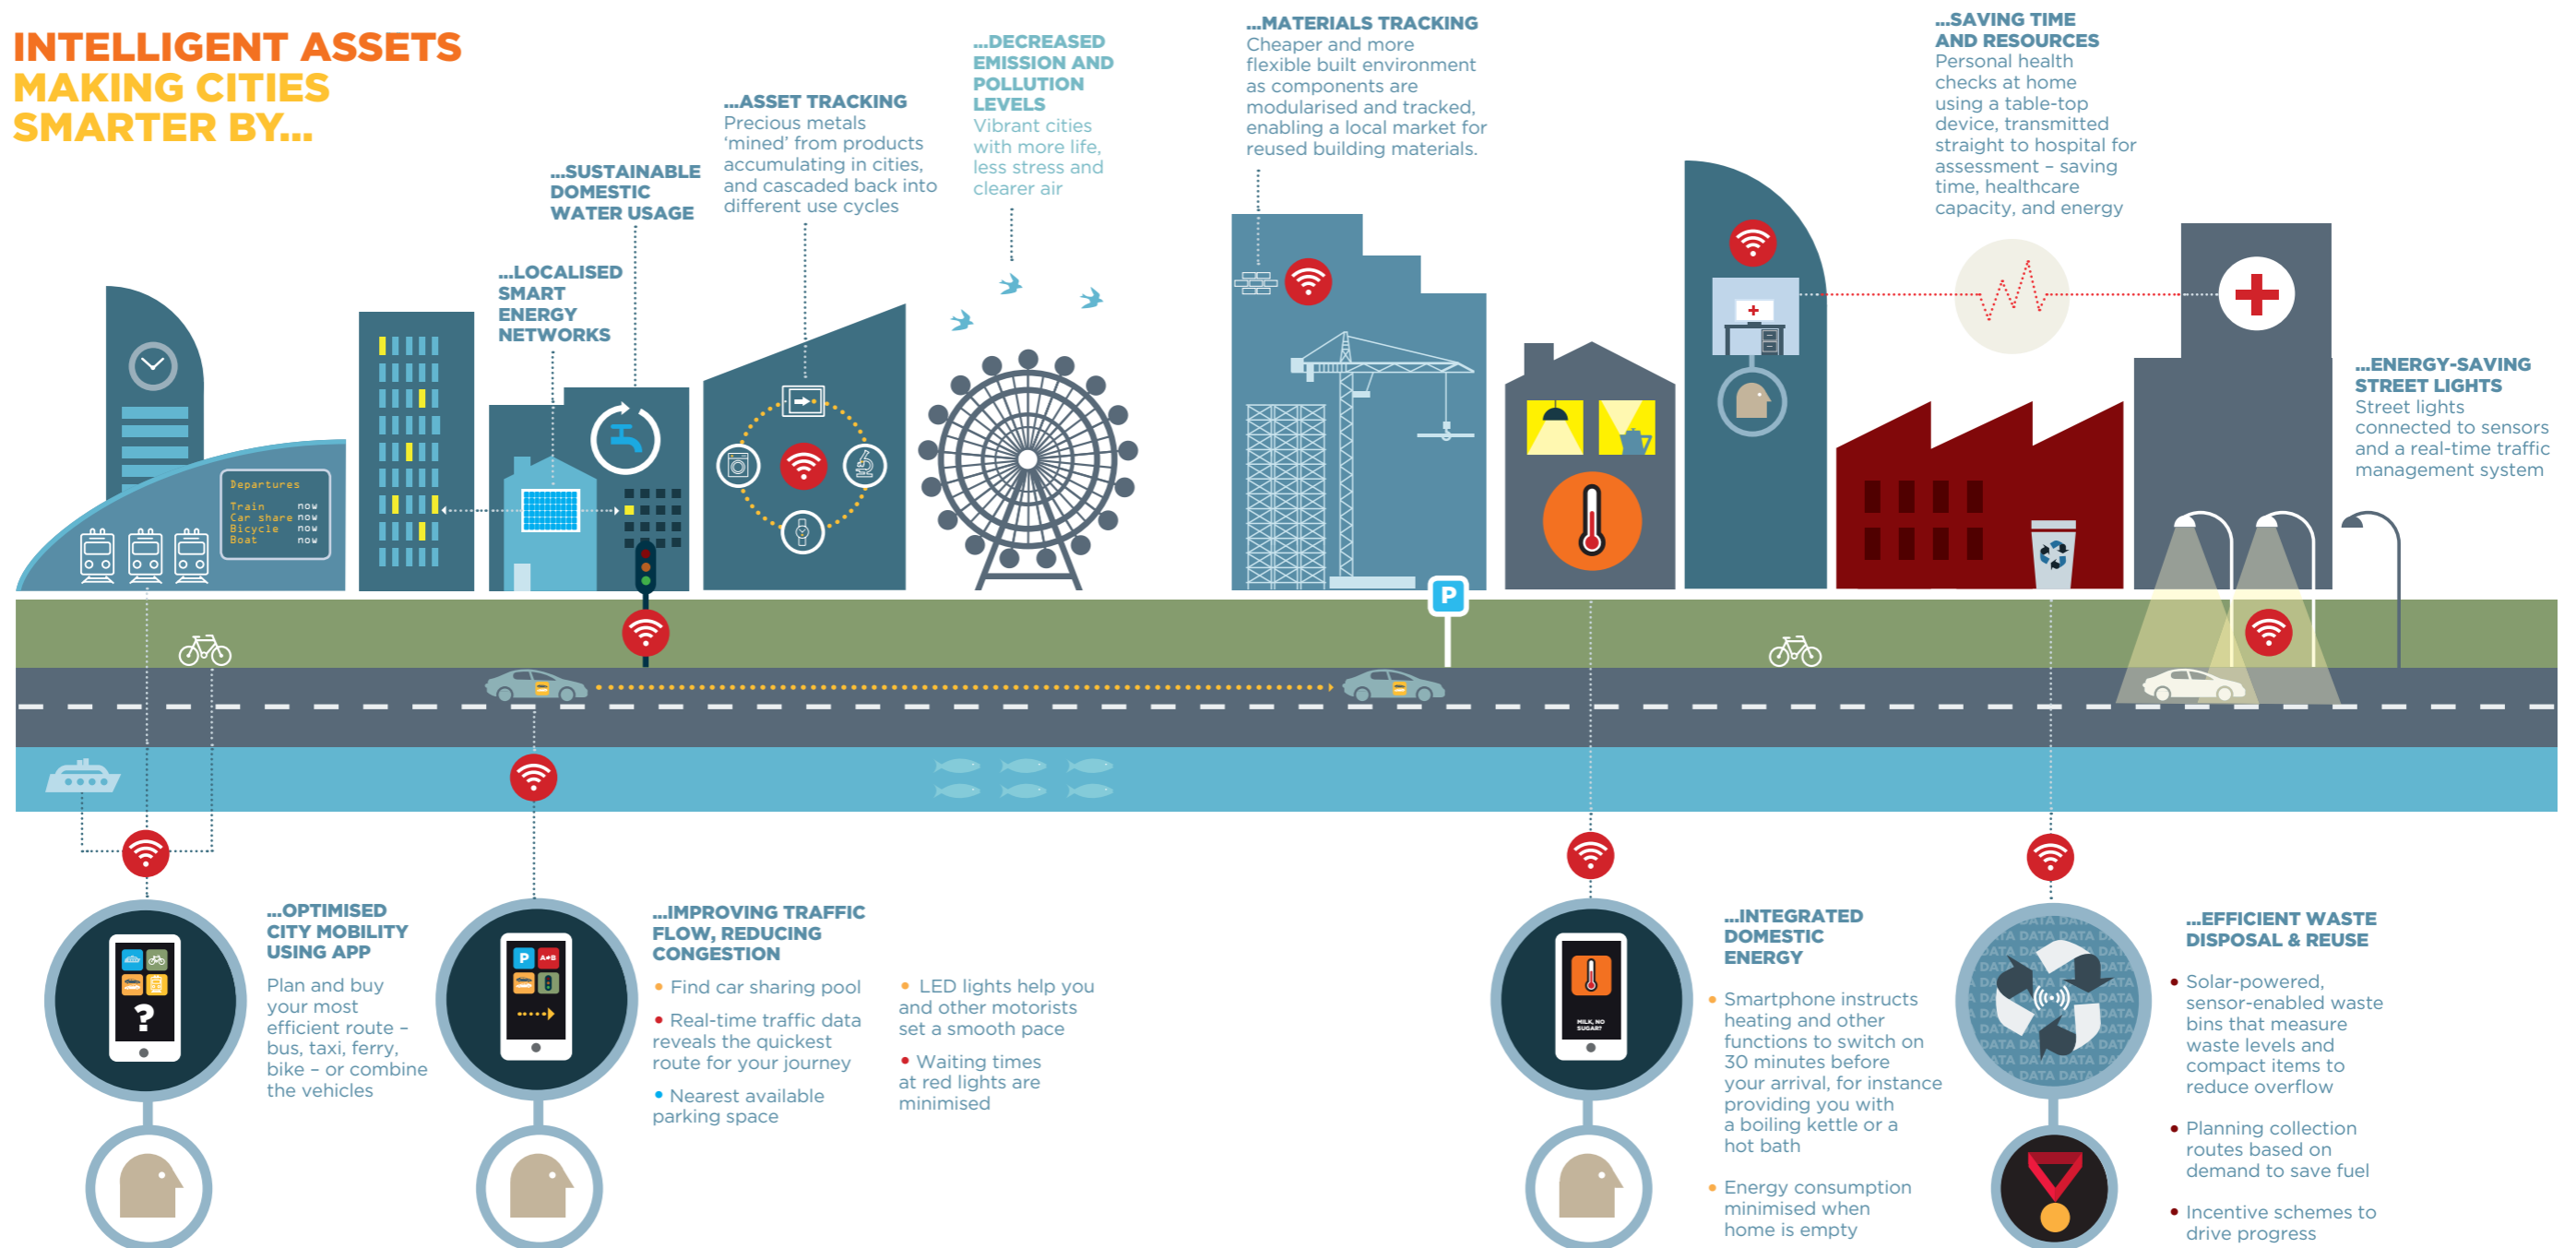 INTELLIGENT ASSETS
MAKING CITIES
SMARTER BY...
...LOCALISED
SMART
ENERGY
NETWORKS
...SUSTAINABLE
DOMESTIC
WATER USAGE
...ASSET TRACKING
Precious metals
‘mined’ from products
accumulating in cities,
and cascaded back into
different use cycles
...DECREASED
EMISSION AND
POLLUTION
LEVELS
Vibrant cities
with more life,
less stress and
clearer air
...MATERIALS TRACKING
Cheaper and more
flexible built environment
as components are
modularised and tracked,
enabling a local market for
reused building materials.
...SAVING TIME
AND RESOURCES
Personal health
checks at home
using a table-top
device, transmitted
straight to hospital for
assessment – saving
time, healthcare
capacity, and energy
...ENERGY-SAVING
STREET LIGHTS
Street lights
connected to sensors
and a real-time traffic
management system
Departures
Train now
Car share now
Bicycle now
Boat now
P
?
...OPTIMISED
CITY MOBILITY
USING APP
Plan and buy
your most
efficient route –
bus, taxi, ferry,
bike – or combine
the vehicles
P
...IMPROVING TRAFFIC
FLOW, REDUCING
CONGESTION
• Find car sharing pool
• Real-time traffic data
reveals the quickest
route for your journey
• Nearest available
parking space
• LED lights help you
and other motorists
set a smooth pace
• Waiting times
at red lights are
minimised
MILK, NO
SUGAR?
...INTEGRATED
DOMESTIC
ENERGY
• Smartphone instructs
heating and other
functions to switch on
30 minutes before
your arrival, for instance
providing you with
a boiling kettle or a
hot bath
• Energy consumption
minimised when
home is empty
DATA DATA DATA
...EFFICIENT WASTE
DISPOSAL & REUSE
• Solar-powered,
sensor-enabled waste
bins that measure
waste levels and
compact items to
reduce overflow
• Planning collection
routes based on
demand to save fuel
• Incentive schemes to
drive progress